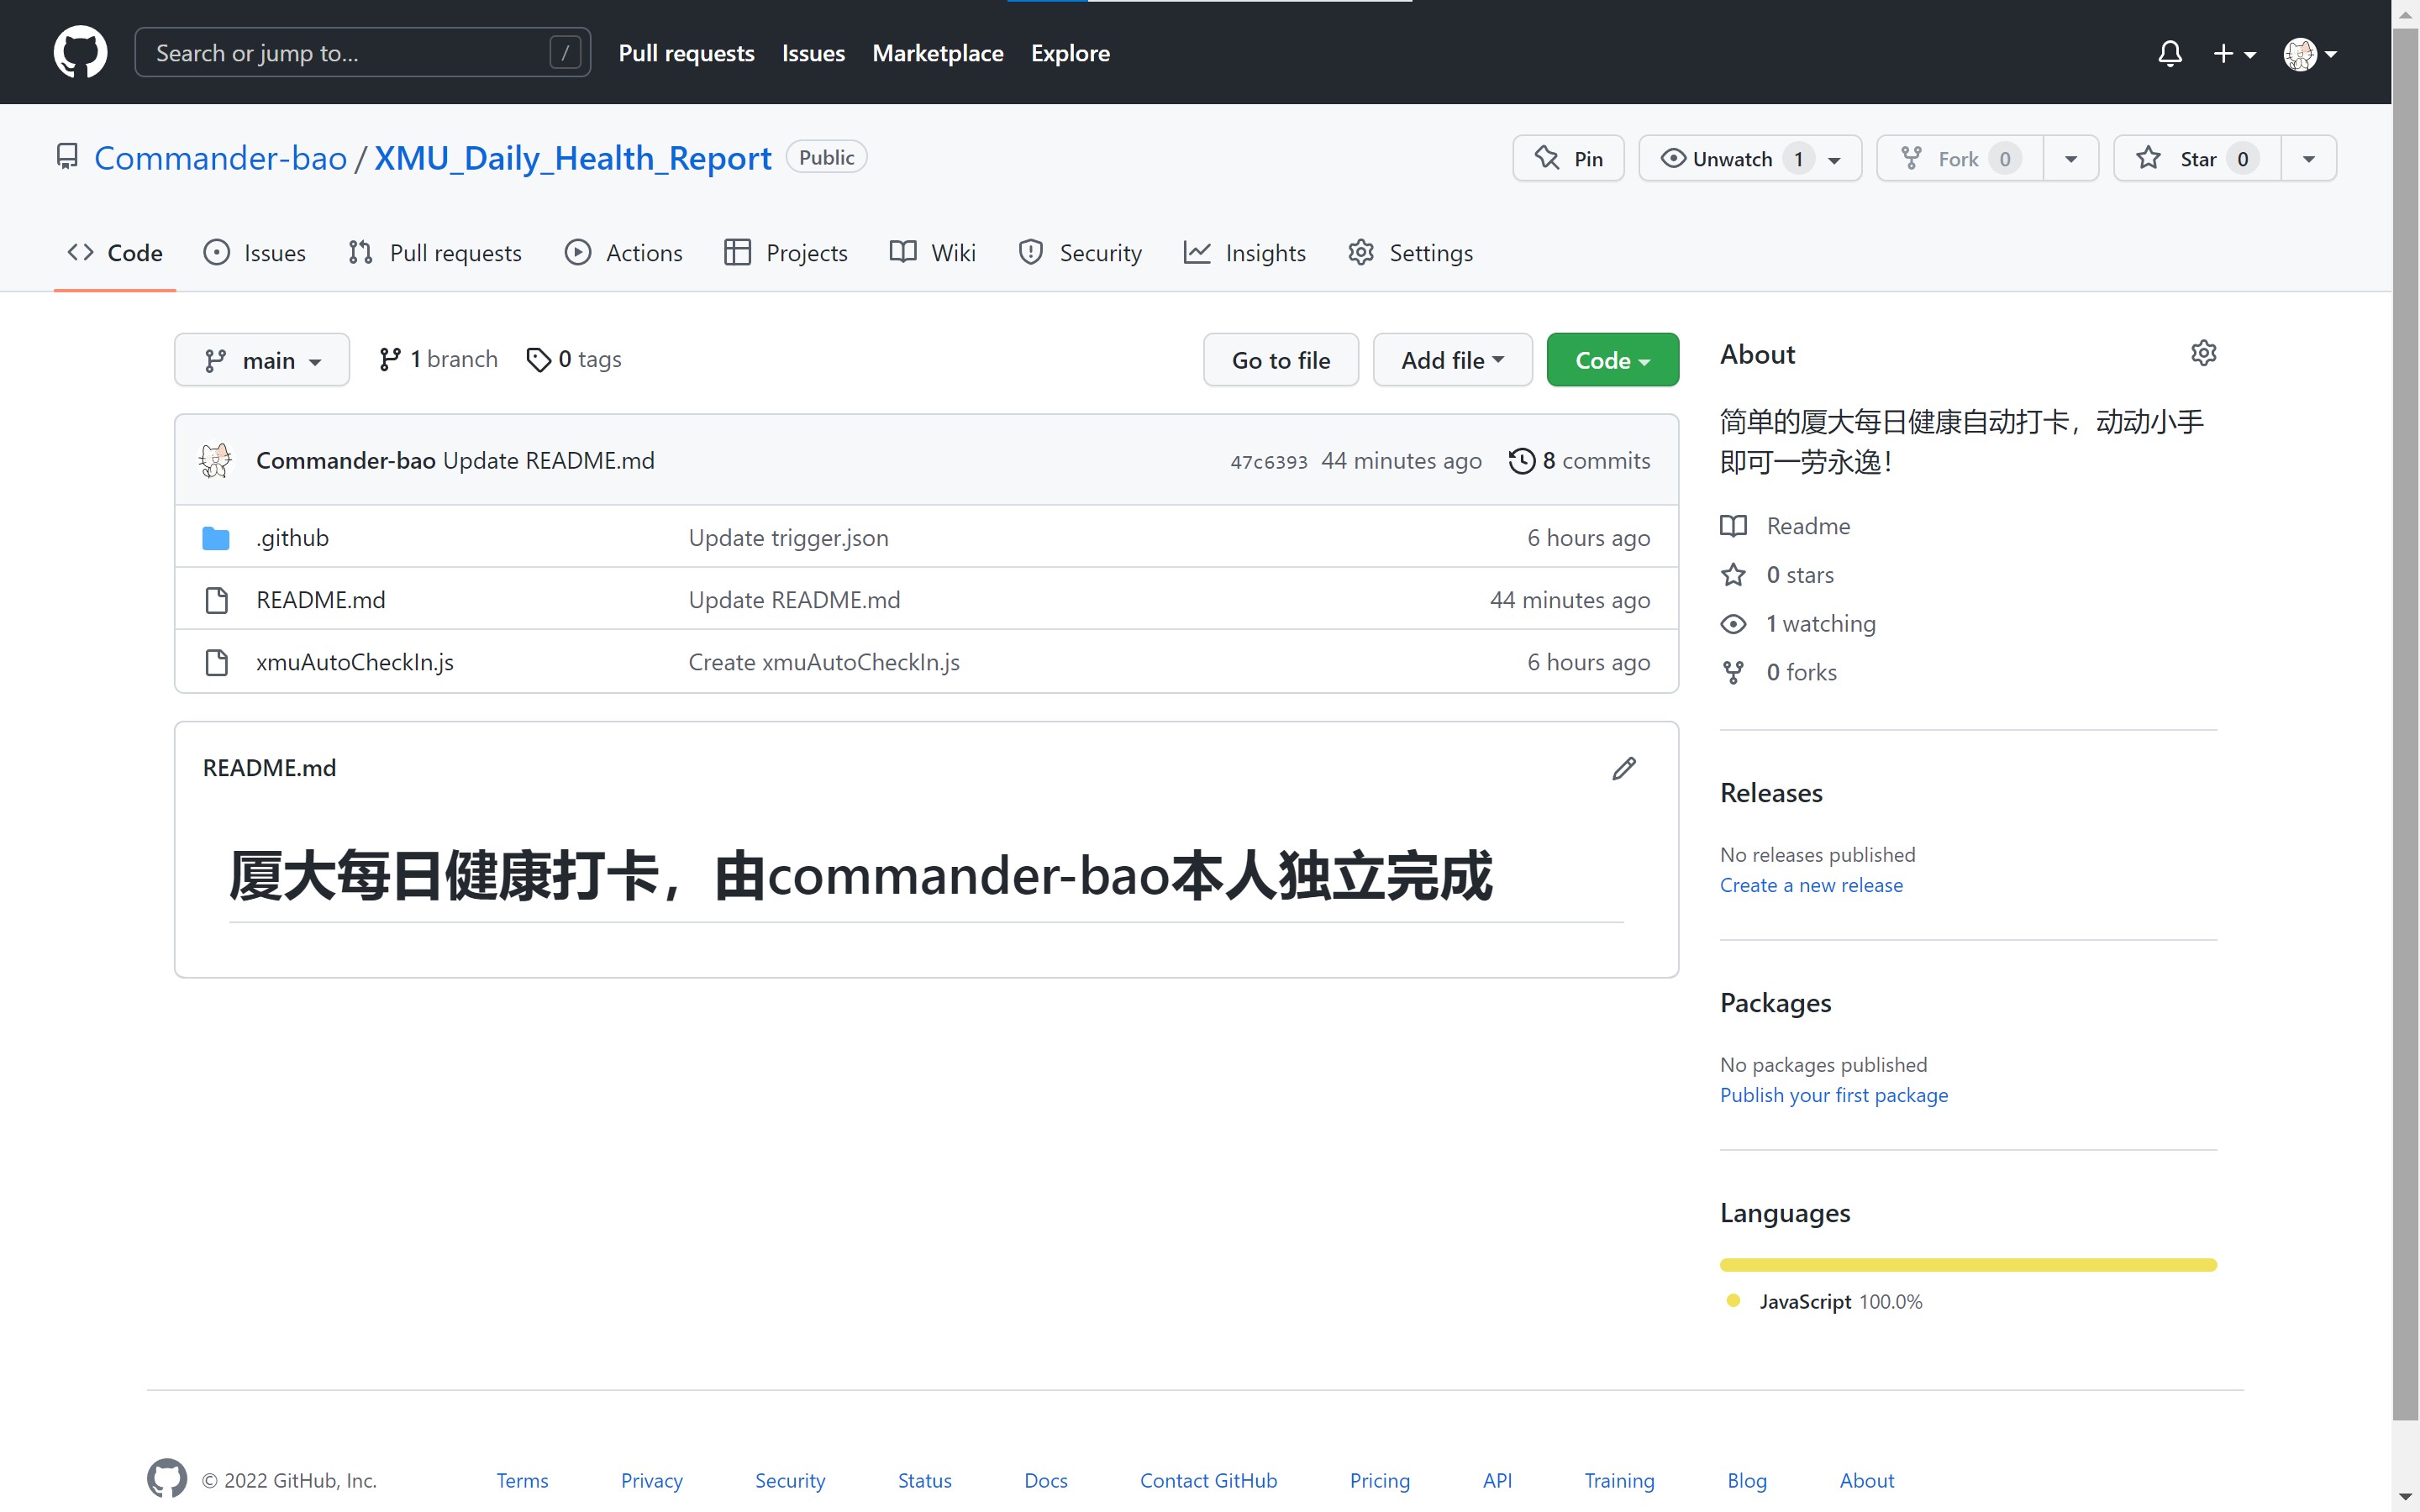 Search or jump to... /
Pull requests Issues Marketplace Explore
Commander-bao / XMU_Daily_Health_Report Public
Pin Unwatch 1 Fork 0 Star 0
Code Issues Pull requests Actions Projects Wiki Security Insights Settings
main 1 branch 0 tags Go to file Add file Code
Commander-bao Update README.md 47c6393 44 minutes ago 8 commits
.github Update trigger.json 6 hours ago
README.md Update README.md 44 minutes ago
xmuAutoCheckIn.js Create xmuAutoCheckIn.js 6 hours ago
README.md
厦大每日健康打卡，由commander-bao本人独立完成
About
简单的厦大每日健康自动打卡，动动小手
即可一劳永逸！
Readme
0 stars
1 watching
0 forks
Releases
No releases published
Create a new release
Packages
No packages published
Publish your first package
Languages
JavaScript 100.0%
© 2022 GitHub, Inc. Terms Privacy Security Status Docs Contact GitHub Pricing API Training Blog About